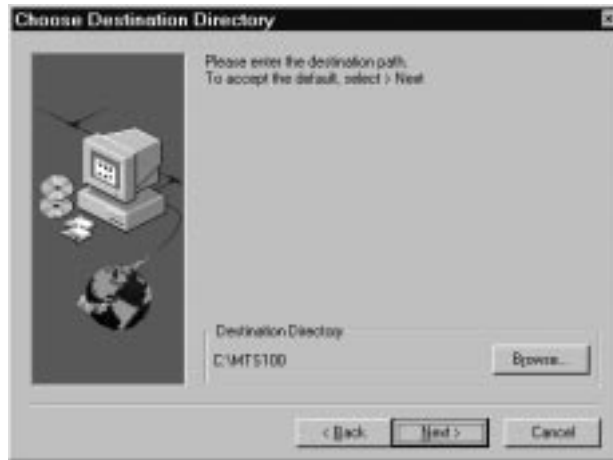 Choose Destination Directory
Please enter the destination path.
To accept the default, select > Next
Destination Directory
C:\MTS100
Browse...
< Back
Next >
Cancel